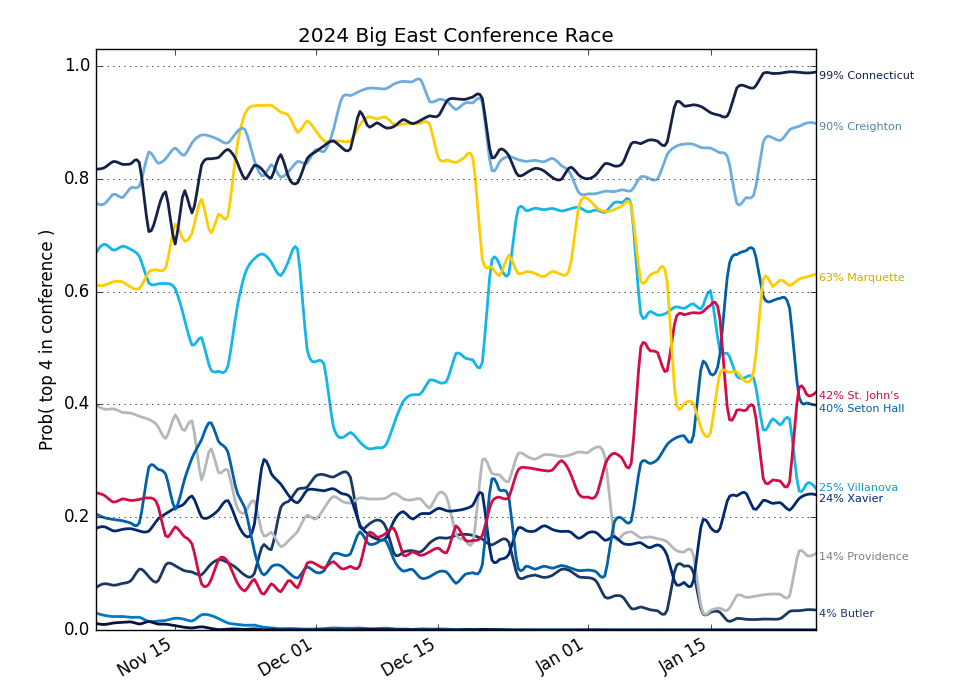 2024 Big East Conference Race
Prob( top 4 in conference )
1.0
0.8
0.6
0.4
0.2
0.0
Nov 15
Dec 01
Dec 15
Jan 01
Jan 15
99% Connecticut
90% Creighton
63% Marquette
42% St. John's
40% Seton Hall
25% Villanova
24% Xavier
14% Providence
4% Butler